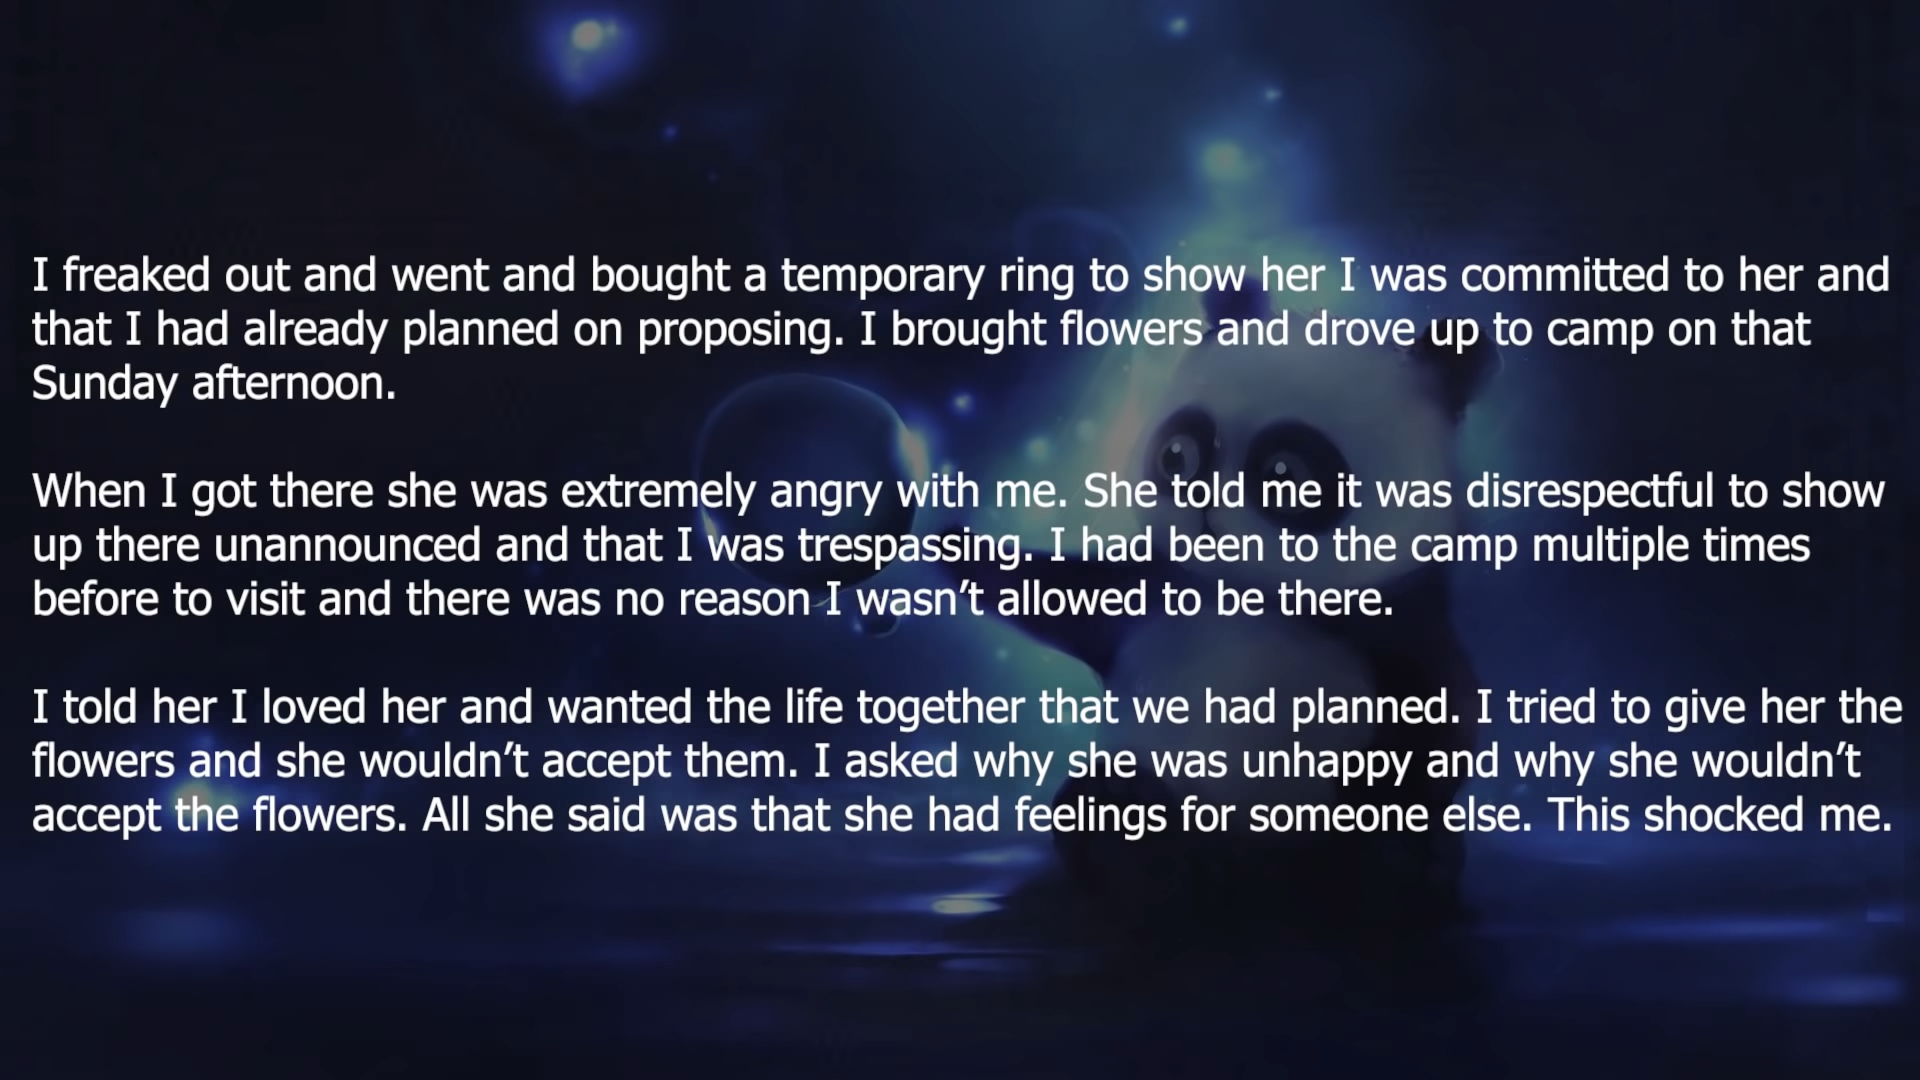 I freaked out and went and bought a temporary ring to show her I was committed to her and
that I had already planned on proposing. I brought flowers and drove up to camp on that
Sunday afternoon.
When I got there she was extremely angry with me. She told me it was disrespectful to show
up there unannounced and that I was trespassing. I had been to the camp multiple times
before to visit and there was no reason I wasn’t allowed to be there.
I told her I loved her and wanted the life together that we had planned. I tried to give her the
flowers and she wouldn’t accept them. I asked why she was unhappy and why she wouldn’t
accept the flowers. All she said was that she had feelings for someone else. This shocked me.